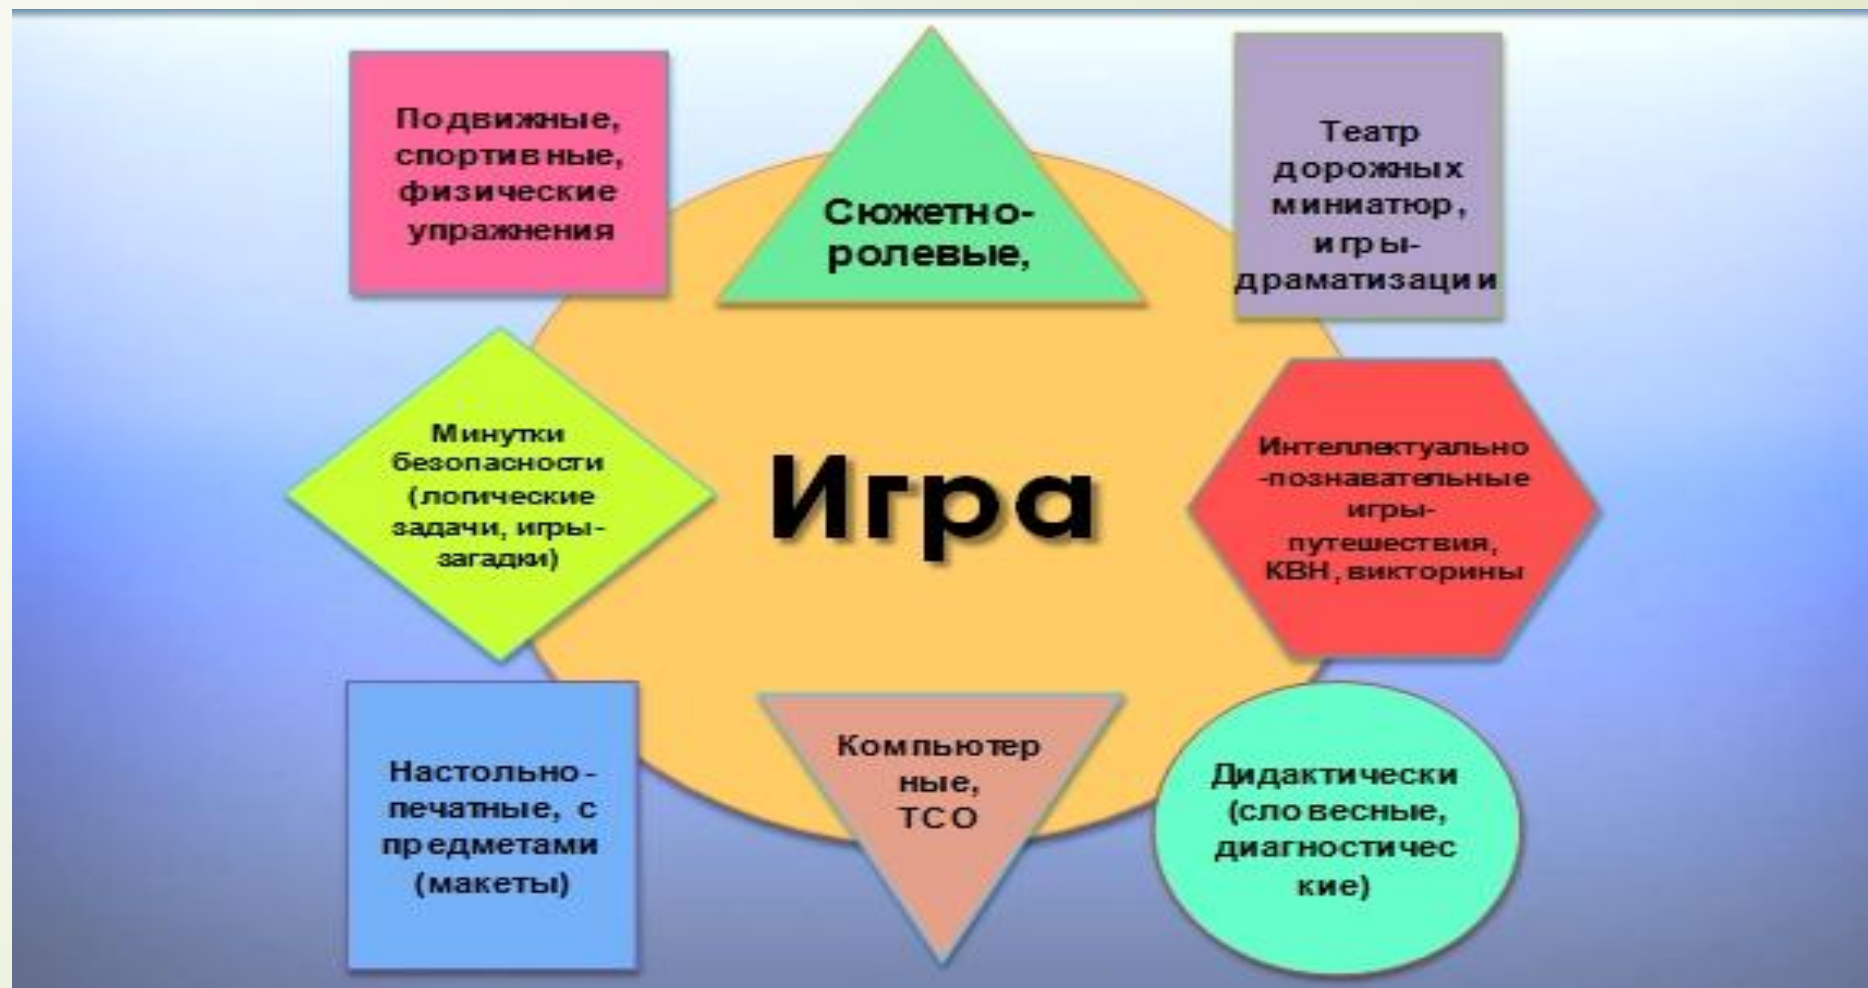 Подвижные,
спортивные,
физические
упражнения
Сюжетно-
ролевые,
Театр
дорожных
миниатюр,
игры-
драматизации
Минутки
безопасности
(логические
задачи, игры-
загадки)
Игра
Интеллектуально
-познавательные
игры-
путешествия,
КВН, викторины
Настольно-
печатные, с
предметами
(макеты)
Компьютер
ные,
ТСО
Дидактически
(словесные,
диагностичес
кие)